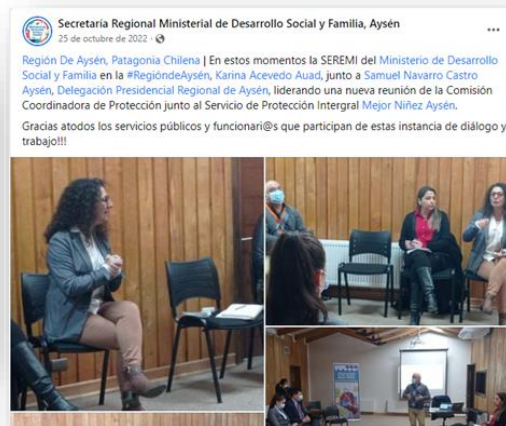 Secretaría Regional Ministerial de Desarrollo Social y Familia, Aysén
25 de octubre de 2022 ·
Región De Aysén, Patagonia Chilena | En estos momentos la SEREMI del Ministerio de Desarrollo
Social y Familia en la #RegióndeAysén, Karina Acevedo Auad, junto a Samuel Navarro Castro
Aysén, Delegación Presidencial Regional de Aysén, liderando una nueva reunión de la Comisión
Coordinadora de Protección junto al Servicio de Protección Intergral Mejor Niñez Aysén.
Gracias atodos los servicios públicos y funcionari@s que participan de estas instancia de diálogo y
trabajo!!!